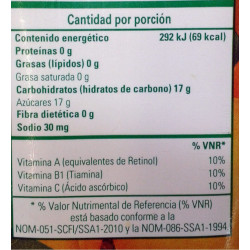 Cantidad por porción
Contenido energético 292 kJ (69 kcal)
Proteínas 0 g
Grasas (lípidos) 0 g
Grasa saturada 0 g
Carbohidratos (hidratos de carbono) 17 g
Azúcares 17 g
Fibra dietética 0 g
Sodio 30 mg
% VNR*
Vitamina A (equivalentes de Retinol) 10%
Vitamina B1 (Tiamina) 10%
Vitamina C (Ácido ascórbico) 10%
* % Valor Nutrimental de Referencia (% VNR)
está basado conforme a la
NOM-051-SCFI/SSA1-2010 y la NOM-086-SSA1-1994